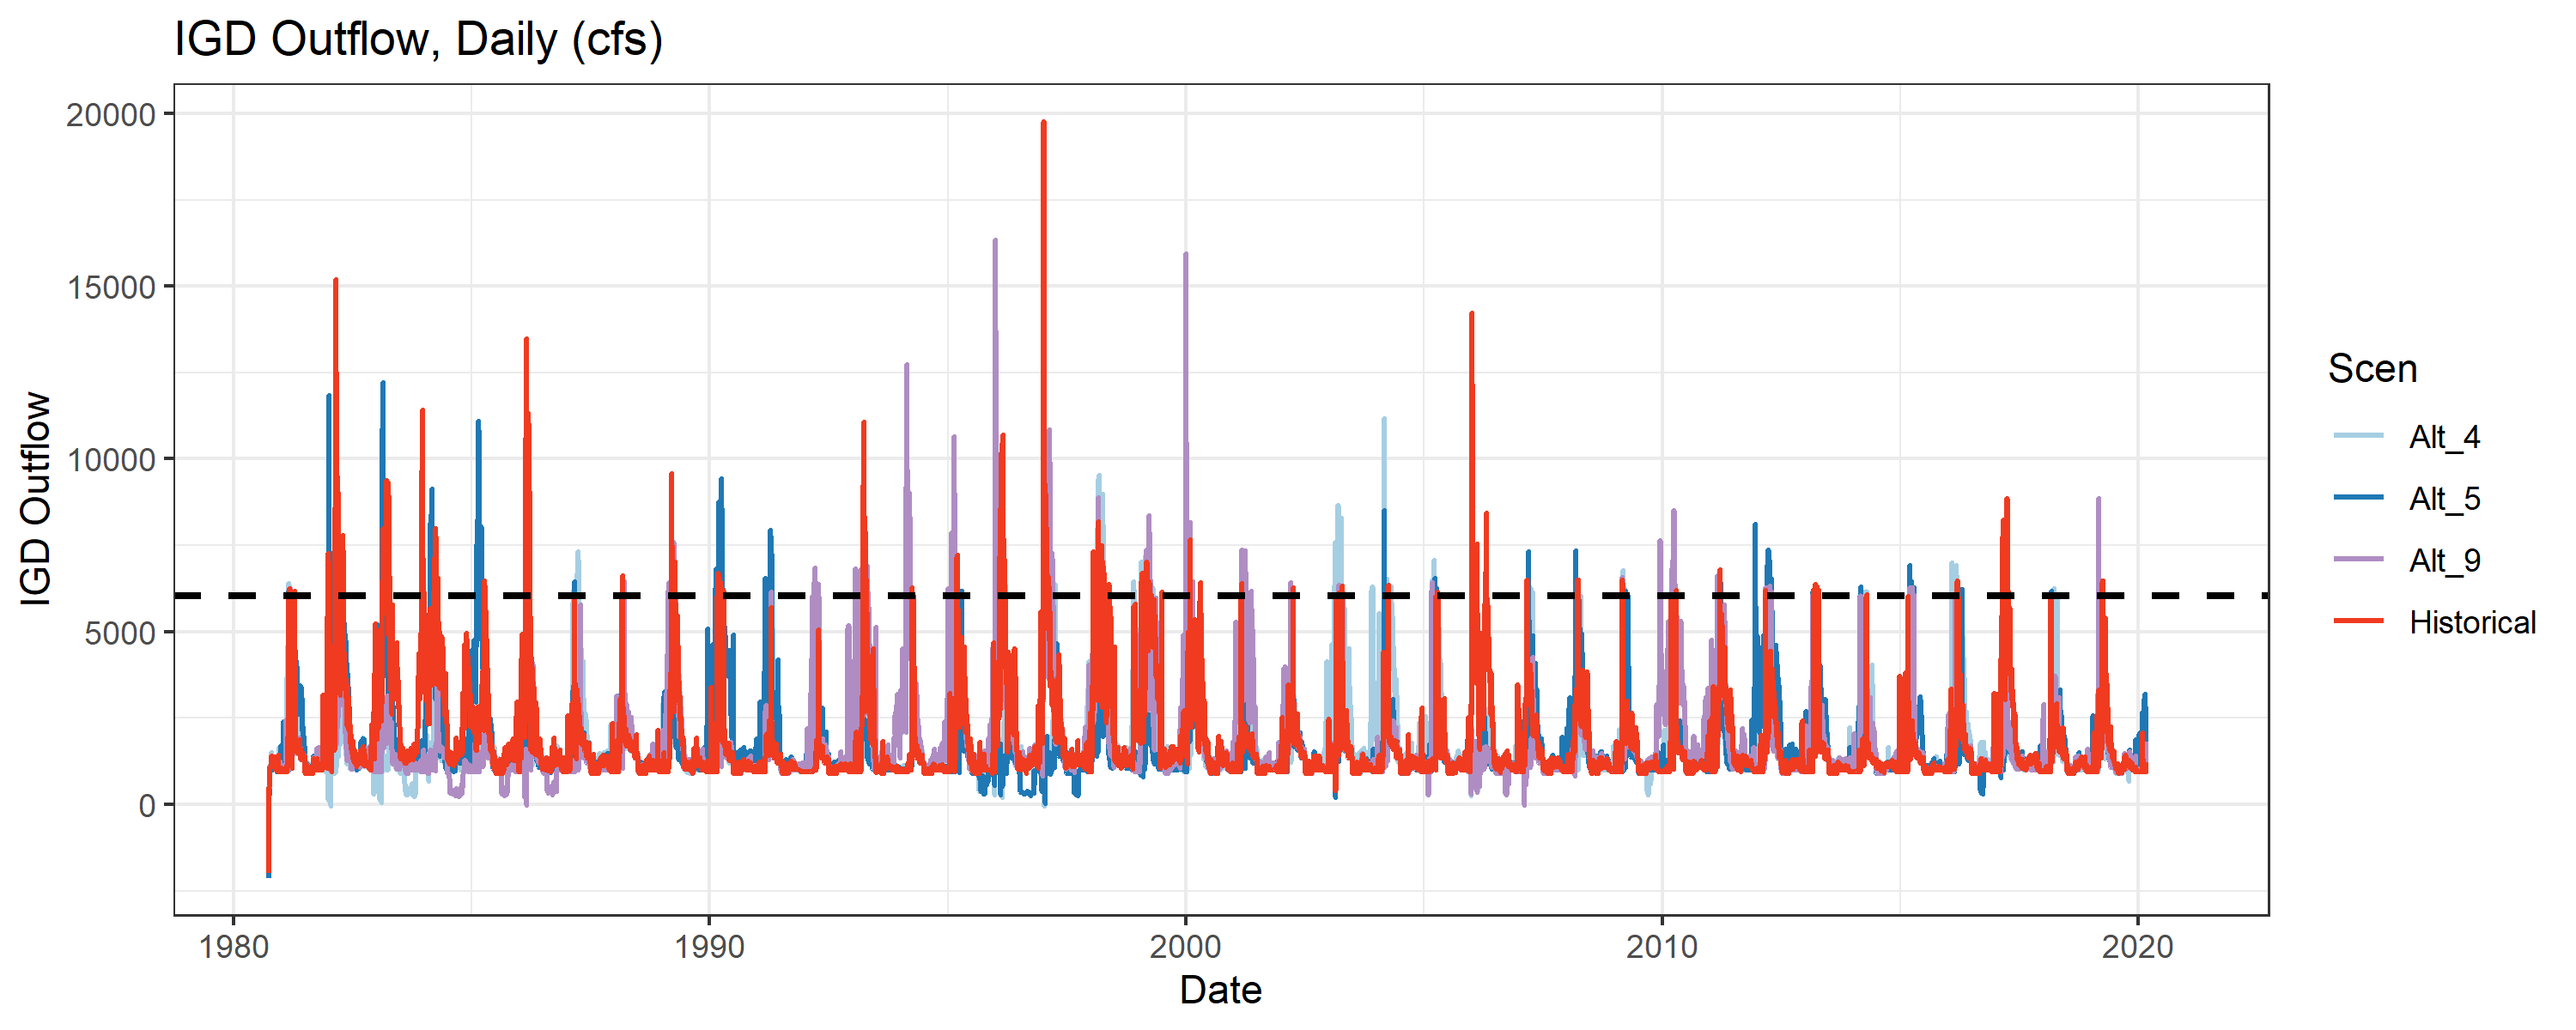 IGD Outflow, Daily (cfs)
IGD Outflow
20000
15000
10000
5000
0
1980
1990
2000
2010
2020
Date
Scen
Alt_4
Alt_5
Alt_9
Historical